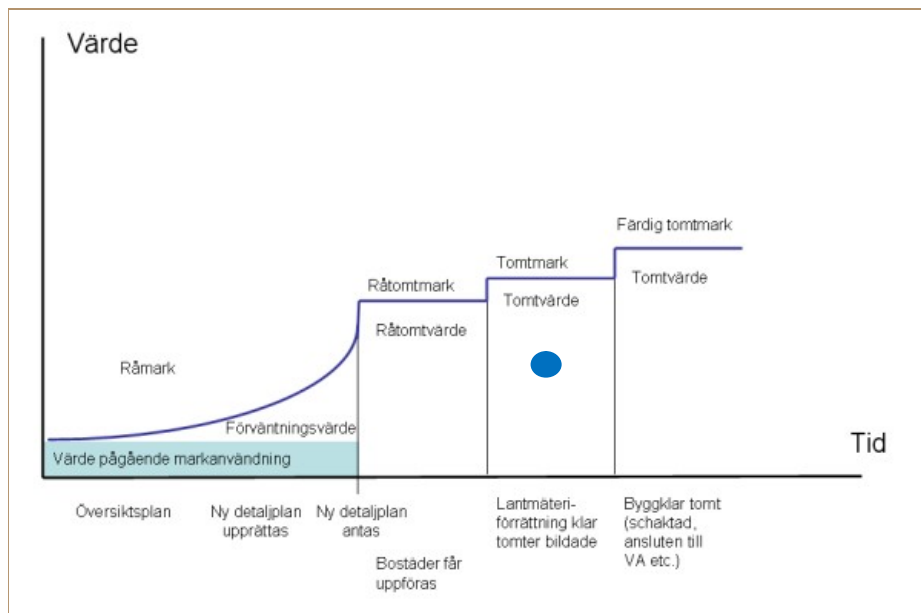 Värde
Färdig tomtmark
Tomtmark
Tomtvärde
Råtomtmark
Tomtvärde
Råtomtvärde
Råmark
Förväntningsvärde
Tid
Värde pågående markanvändning
Översiktsplan
Ny detaljplan
upprättas
Ny detaljplan
antas
Bostäder får
uppföras
Lantmäteri-
förrättning klar
tomter bildade
Byggklar tomt
(schaktad,
ansluten till
VA etc.)